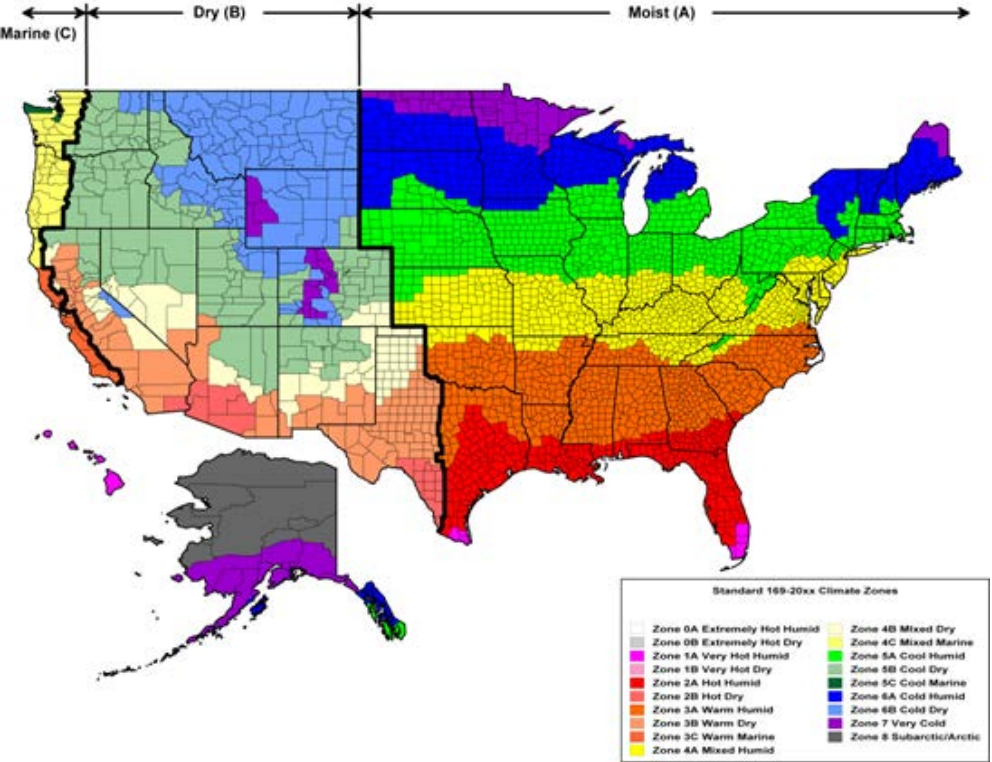 Dry (B)
Moist (A)
Marine (C)
Standard 169-20xx Climate Zones
Zone 0A Extremely Hot Humid
Zone 0B Extremely Hot Dry
Zone 1A Very Hot Humid
Zone 1B Very Hot Dry
Zone 2A Hot Humid
Zone 2B Hot Dry
Zone 3A Warm Humid
Zone 3B Warm Dry
Zone 3C Warm Marine
Zone 4A Mixed Humid
Zone 4B Mixed Dry
Zone 4C Mixed Marine
Zone 5A Cool Humid
Zone 5B Cool Dry
Zone 5C Cool Marine
Zone 6A Cold Humid
Zone 6B Cold Dry
Zone 7 Very Cold
Zone 8 Subarctic/Arctic